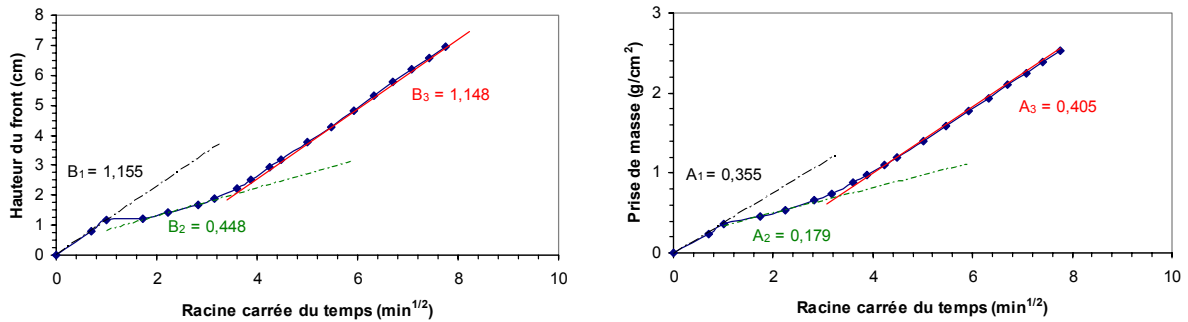 Hauteur du front (cm)
8
7
6
5
4
3
2
1
0
B₁ = 1,155
B₂ = 0,448
B₃ = 1,148
0 2 4 6 8 10
Racine carrée du temps (min^1/2)
Prise de masse (g/cm²)
3
2
1
0
A₁ = 0,355
A₂ = 0,179
A₃ = 0,405
0 2 4 6 8 10
Racine carrée du temps (min^1/2)